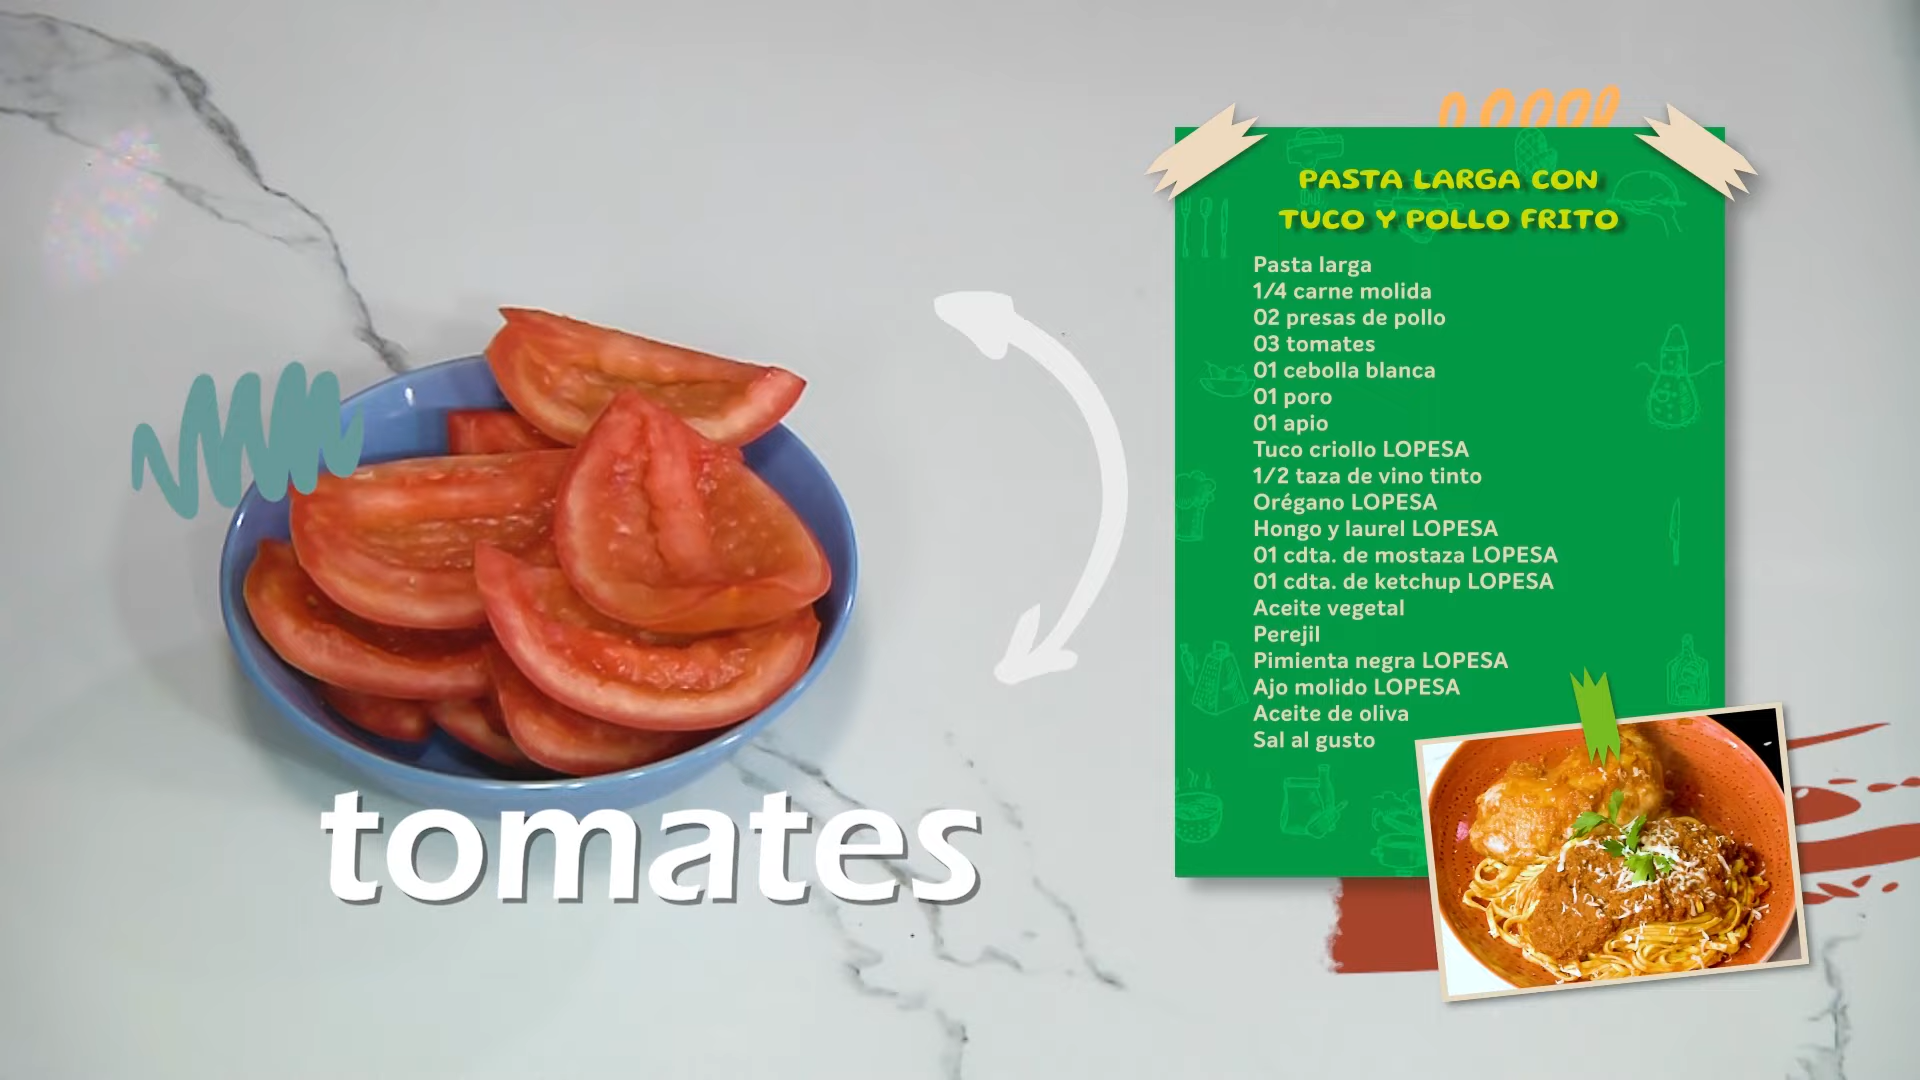 PASTA LARGA CON
TUCO Y POLLO FRITO
Pasta larga
1/4 carne molida
02 presas de pollo
03 tomates
01 cebolla blanca
01 poro
01 apio
Tuco criollo LOPESA
1/2 taza de vino tinto
Orégano LOPESA
Hongo y laurel LOPESA
01 cdta. de mostaza LOPESA
01 cdta. de ketchup LOPESA
Aceite vegetal
Perejil
Pimienta negra LOPESA
Ajo molido LOPESA
Aceite de oliva
Sal al gusto
tomates